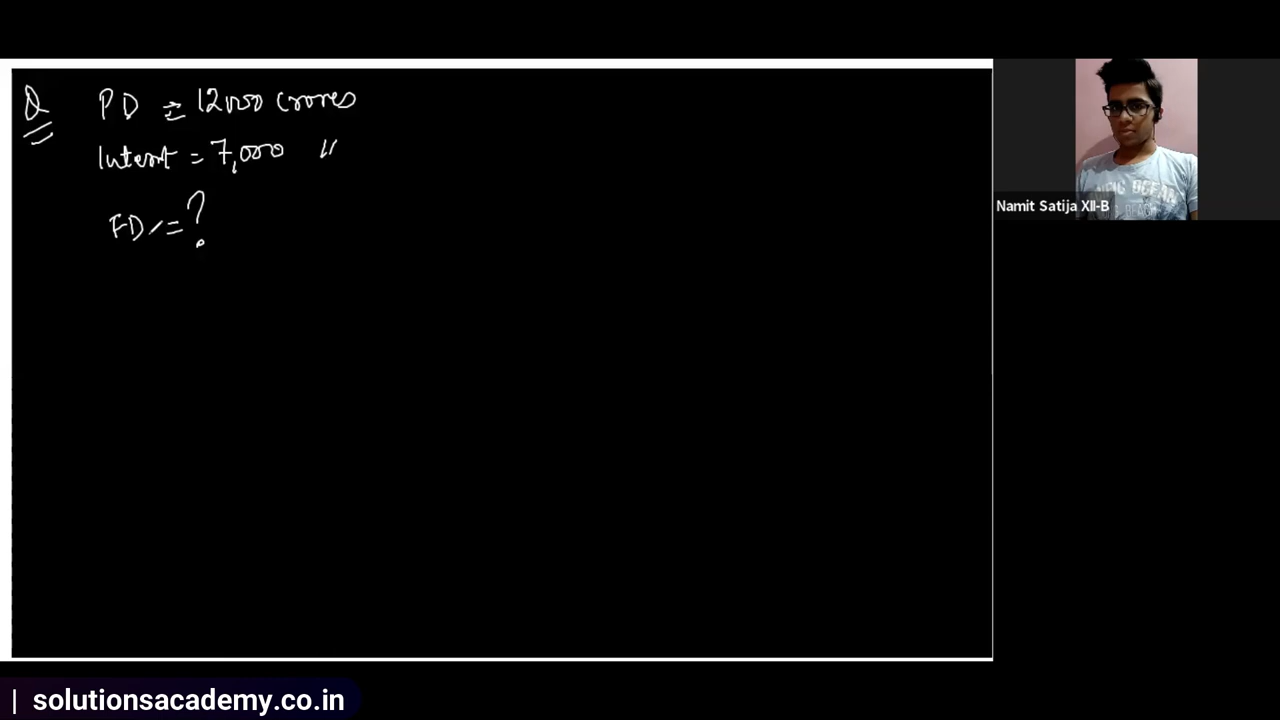 Q PD = 12000 crores
Interest = 7,000 "
FD = ?
Namit Satija XII-B
| solutionsacademy.co.in